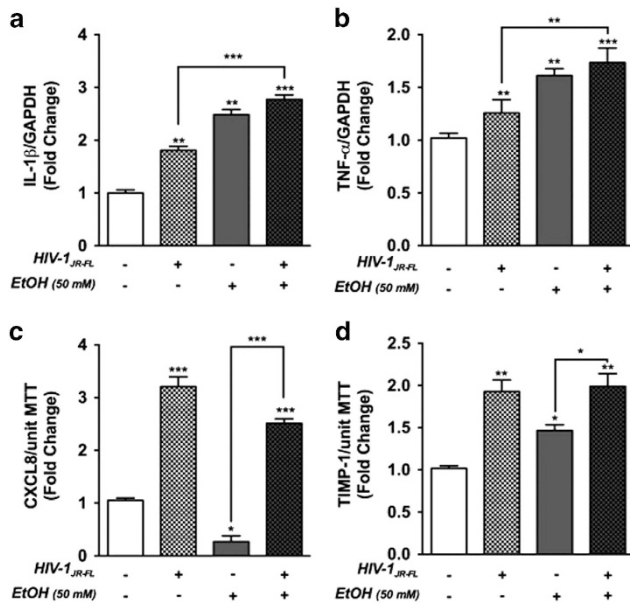 a
***
3
***
**
2
**
1
0
IL-1β/GAPDH
(Fold Change)
HIV-1JR-FL - + - +
EtOH (50 mM) - - + +
b
**
2.0
***
**
1.5
**
1.0
0.5
0.0
TNF-α/GAPDH
(Fold Change)
HIV-1JR-FL - + - +
EtOH (50 mM) - - + +
c
***
4
***
3
***
2
1
*
0
CXCL8/unit MTT
(Fold Change)
HIV-1JR-FL - + - +
EtOH (50 mM) - - + +
d
*
2.5
**
**
2.0
*
1.5
1.0
0.5
0.0
TIMP-1/unit MTT
(Fold Change)
HIV-1JR-FL - + - +
EtOH (50 mM) - - + +